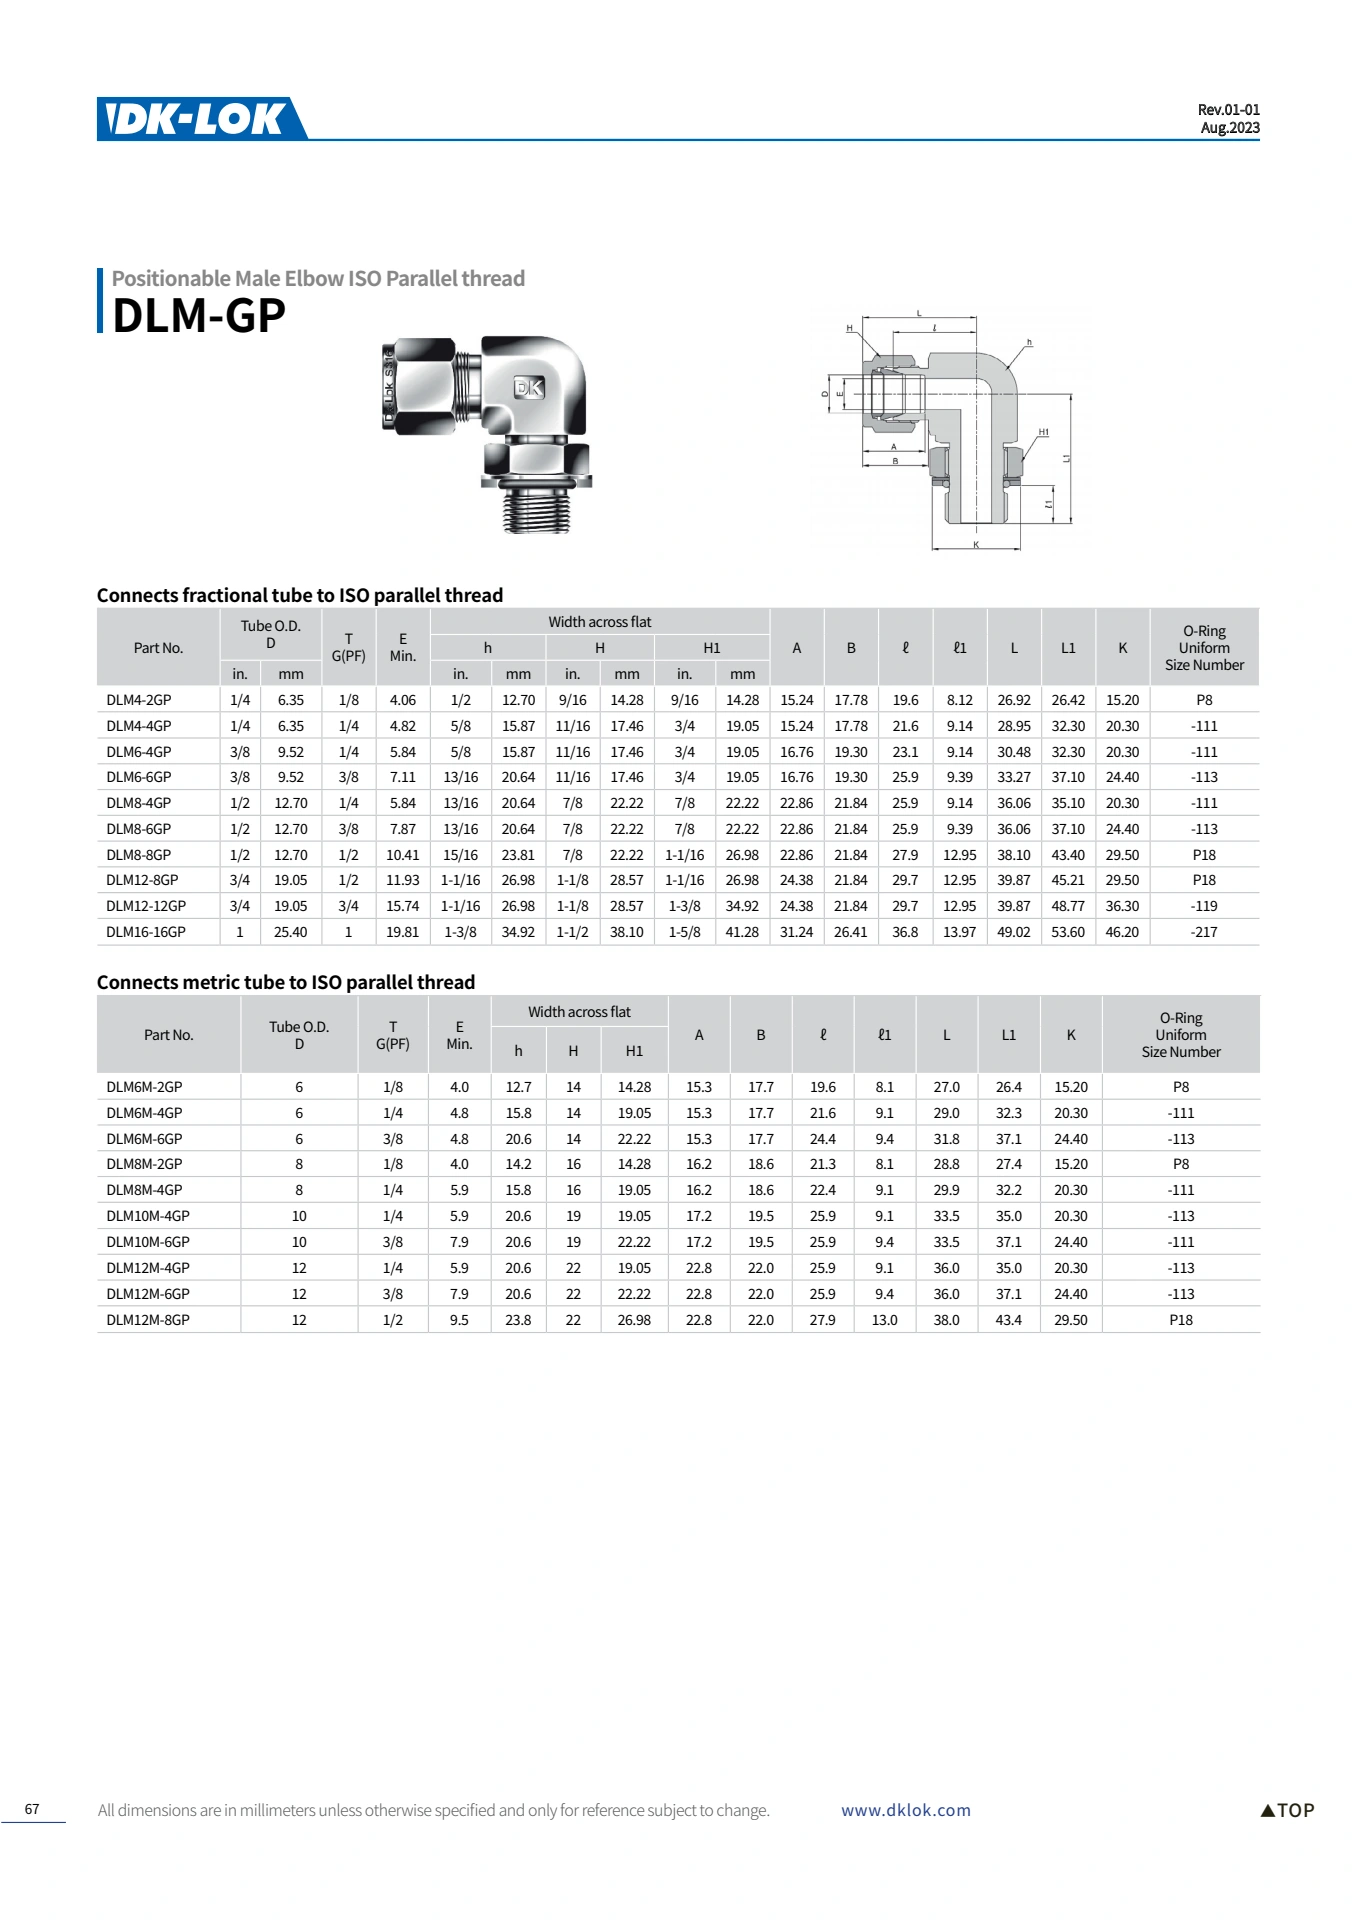 DK-LOK
Rev.01-01
Aug.2023
Positionable Male Elbow ISO Parallel thread
DLM-GP
DK-Lok S316
DK
L
H
ℓ
h
D
E
A
B
H1
L1
ℓ1
K
Connects fractional tube to ISO parallel thread
Part No. Tube O.D. D T G(PF) E Min. Width across flat A B ℓ ℓ1 L L1 K O-Ring Uniform Size Number
h H H1
in. mm in. mm in. mm in. mm
DLM4-2GP 1/4 6.35 1/8 4.06 1/2 12.70 9/16 14.28 9/16 14.28 15.24 17.78 19.6 8.12 26.92 26.42 15.20 P8
DLM4-4GP 1/4 6.35 1/4 4.82 5/8 15.87 11/16 17.46 3/4 19.05 15.24 17.78 21.6 9.14 28.95 32.30 20.30 -111
DLM6-4GP 3/8 9.52 1/4 5.84 5/8 15.87 11/16 17.46 3/4 19.05 16.76 19.30 23.1 9.14 30.48 32.30 20.30 -111
DLM6-6GP 3/8 9.52 3/8 7.11 13/16 20.64 11/16 17.46 3/4 19.05 16.76 19.30 25.9 9.39 33.27 37.10 24.40 -113
DLM8-4GP 1/2 12.70 1/4 5.84 13/16 20.64 7/8 22.22 7/8 22.22 22.86 21.84 25.9 9.14 36.06 35.10 20.30 -111
DLM8-6GP 1/2 12.70 3/8 7.87 13/16 20.64 7/8 22.22 7/8 22.22 22.86 21.84 25.9 9.39 36.06 37.10 24.40 -113
DLM8-8GP 1/2 12.70 1/2 10.41 15/16 23.81 7/8 22.22 1-1/16 26.98 22.86 21.84 27.9 12.95 38.10 43.40 29.50 P18
DLM12-8GP 3/4 19.05 1/2 11.93 1-1/16 26.98 1-1/8 28.57 1-1/16 26.98 24.38 21.84 29.7 12.95 39.87 45.21 29.50 P18
DLM12-12GP 3/4 19.05 3/4 15.74 1-1/16 26.98 1-1/8 28.57 1-3/8 34.92 24.38 21.84 29.7 12.95 39.87 48.77 36.30 -119
DLM16-16GP 1 25.40 1 19.81 1-3/8 34.92 1-1/2 38.10 1-5/8 41.28 31.24 26.41 36.8 13.97 49.02 53.60 46.20 -217
Connects metric tube to ISO parallel thread
Part No. Tube O.D. D T G(PF) E Min. Width across flat A B ℓ ℓ1 L L1 K O-Ring Uniform Size Number
h H H1
DLM6M-2GP 6 1/8 4.0 12.7 14 14.28 15.3 17.7 19.6 8.1 27.0 26.4 15.20 P8
DLM6M-4GP 6 1/4 4.8 15.8 14 19.05 15.3 17.7 21.6 9.1 29.0 32.3 20.30 -111
DLM6M-6GP 6 3/8 4.8 20.6 14 22.22 15.3 17.7 24.4 9.4 31.8 37.1 24.40 -113
DLM8M-2GP 8 1/8 4.0 14.2 16 14.28 16.2 18.6 21.3 8.1 28.8 27.4 15.20 P8
DLM8M-4GP 8 1/4 5.9 15.8 16 19.05 16.2 18.6 22.4 9.1 29.9 32.2 20.30 -111
DLM10M-4GP 10 1/4 5.9 20.6 19 19.05 17.2 19.5 25.9 9.1 33.5 35.0 20.30 -113
DLM10M-6GP 10 3/8 7.9 20.6 19 22.22 17.2 19.5 25.9 9.4 33.5 37.1 24.40 -111
DLM12M-4GP 12 1/4 5.9 20.6 22 19.05 22.8 22.0 25.9 9.1 36.0 35.0 20.30 -113
DLM12M-6GP 12 3/8 7.9 20.6 22 22.22 22.8 22.0 25.9 9.4 36.0 37.1 24.40 -113
DLM12M-8GP 12 1/2 9.5 23.8 22 26.98 22.8 22.0 27.9 13.0 38.0 43.4 29.50 P18
67 All dimensions are in millimeters unless otherwise specified and only for reference subject to change. www.dklok.com ▲TOP